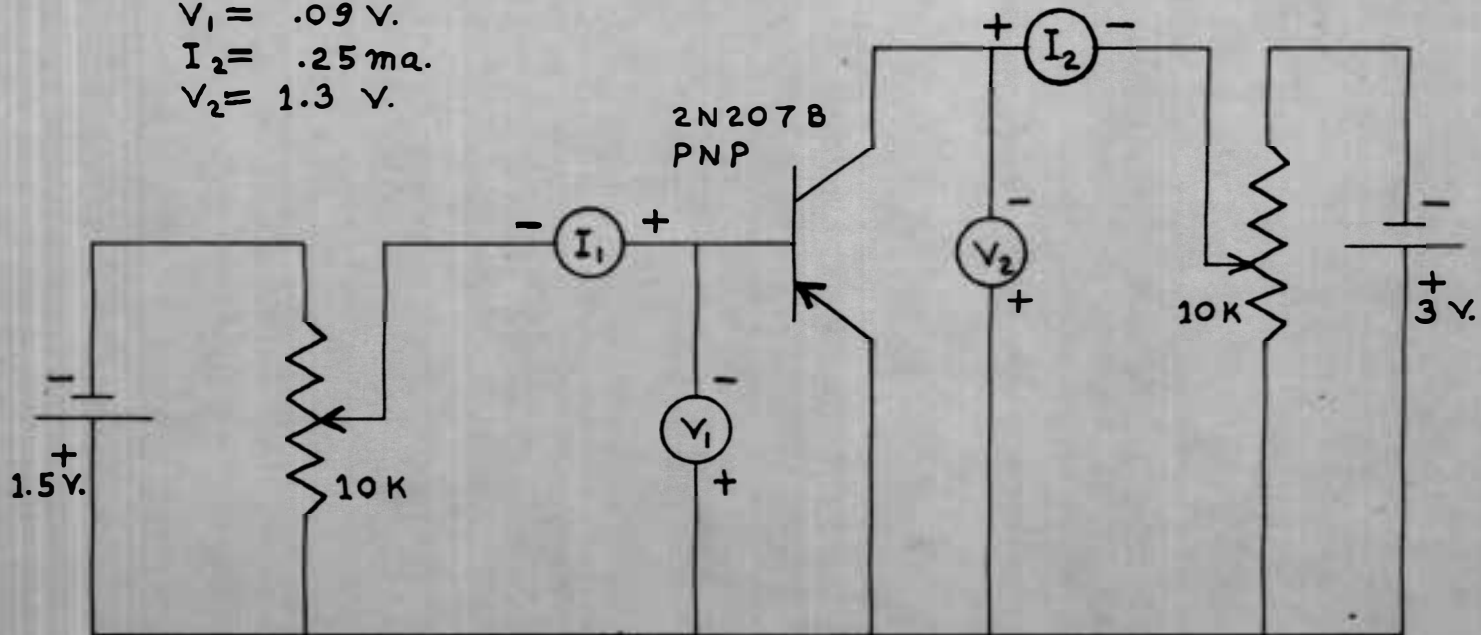 V₁ = .09 V.
I₂ = .25 ma.
V₂ = 1.3 V.
2N207B
PNP
+ I₂ -
- I₁ +
-
V₂
+
10K
-
+
3 V.
-
+
1.5 V.
10K
-
V₁
+